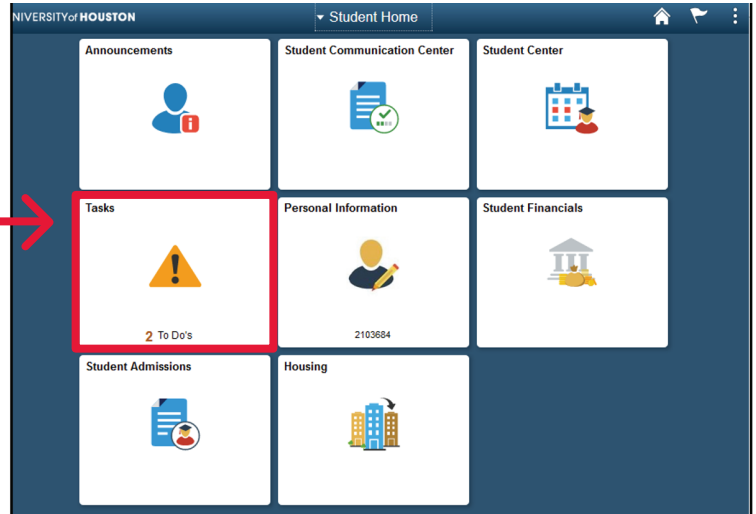 NIVERSITY of HOUSTON
Student Home
Announcements
Student Communication Center
Student Center
Tasks
2 To Do's
Personal Information
2103684
Student Financials
Student Admissions
Housing